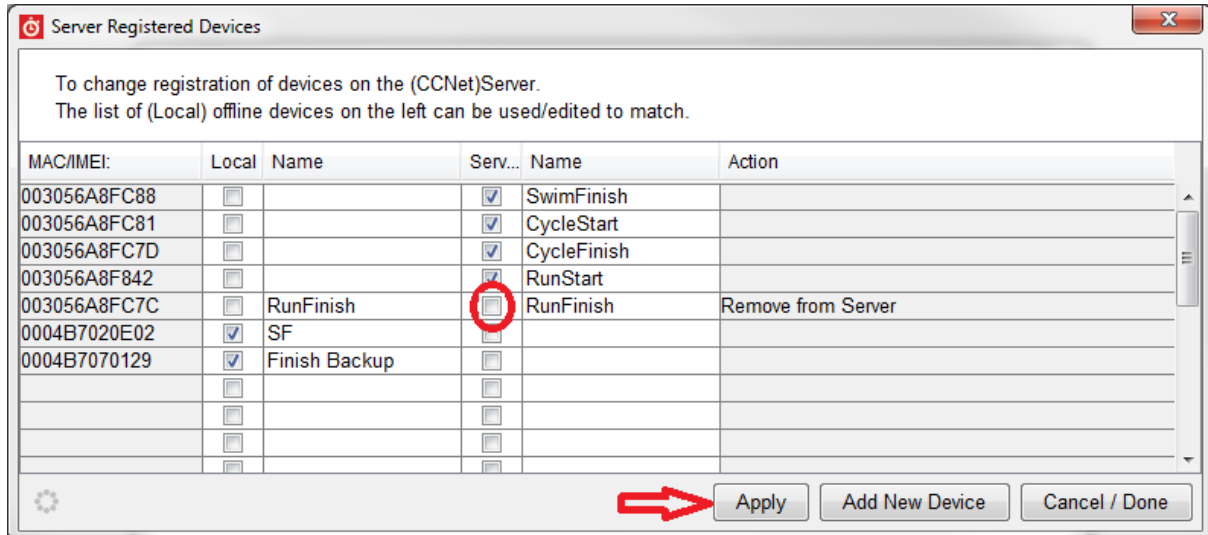 Server Registered Devices
To change registration of devices on the (CCNet)Server.
The list of (Local) offline devices on the left can be used/edited to match.
MAC/IMEI: Local Name Serv... Name Action
003056A8FC88 SwimFinish
003056A8FC81 CycleStart
003056A8FC7D CycleFinish
003056A8F842 RunStart
003056A8FC7C RunFinish RunFinish Remove from Server
0004B7020E02 SF
0004B7070129 Finish Backup
Apply Add New Device Cancel / Done